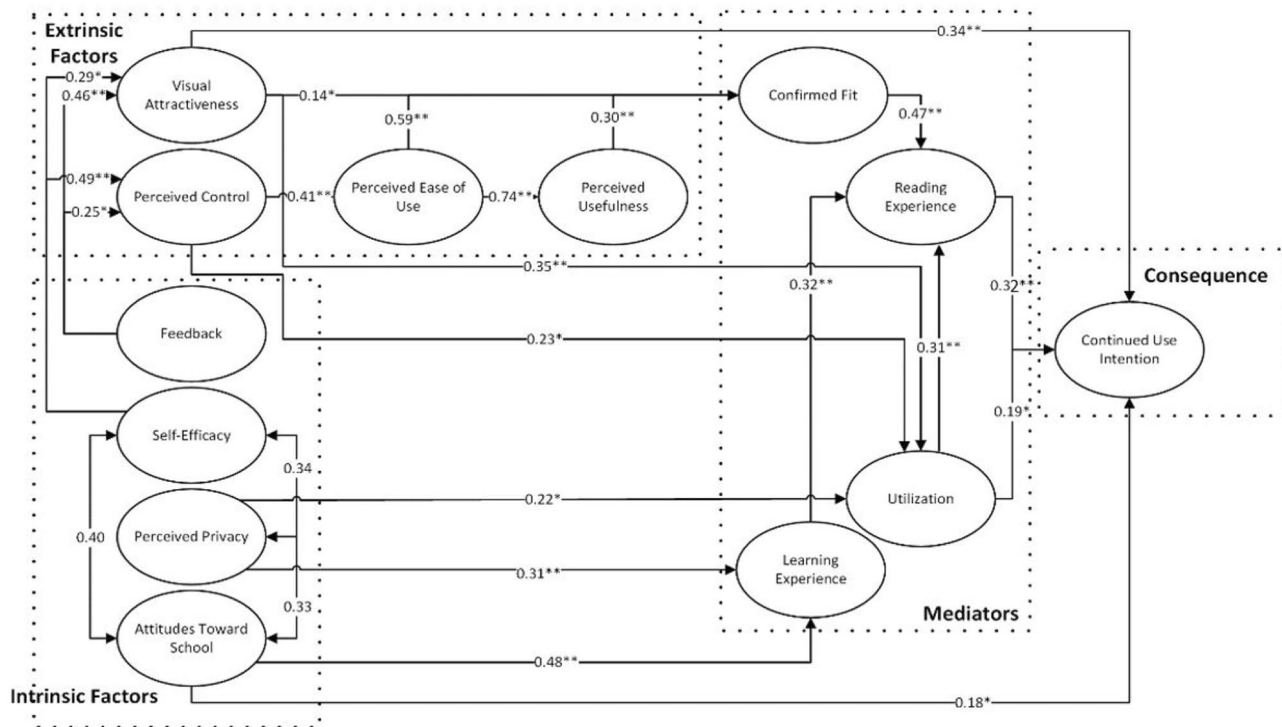 Extrinsic
Factors
0.34**
0.29*
Visual
Attractiveness
0.46**
0.14*
Confirmed Fit
0.59**
0.30**
0.47**
0.49**
Perceived Control
0.41**
Perceived Ease of
Use
0.74**
Perceived
Usefulness
Reading
Experience
0.25*
0.35**
0.32**
0.32**
Consequence
Feedback
0.23*
0.31**
Continued Use
Intention
0.19*
Self-Efficacy
0.34
0.22*
Utilization
0.40
Perceived Privacy
0.31**
Learning
Experience
0.33
Mediators
Attitudes Toward
School
0.48**
Intrinsic Factors
0.18*